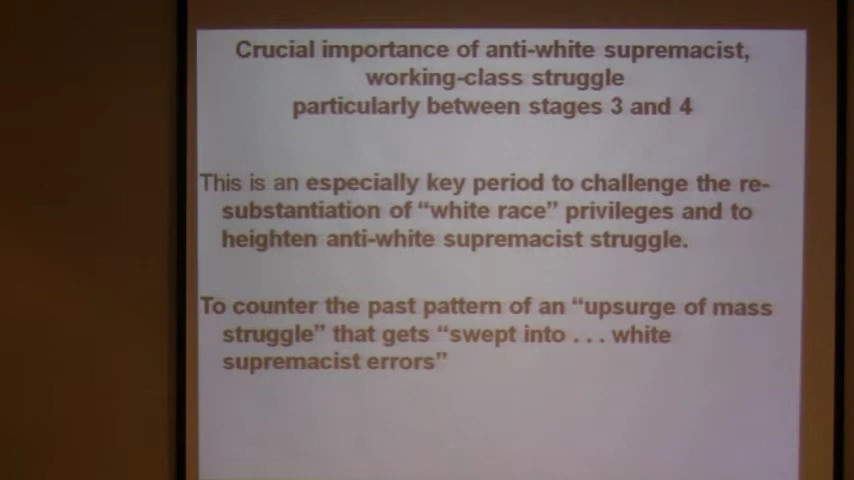 Crucial importance of anti-white supremacist,
working-class struggle
particularly between stages 3 and 4
This is an especially key period to challenge the re-
substantiation of “white race” privileges and to
heighten anti-white supremacist struggle.
To counter the past pattern of an “upsurge of mass
struggle” that gets “swept into . . . white
supremacist errors”